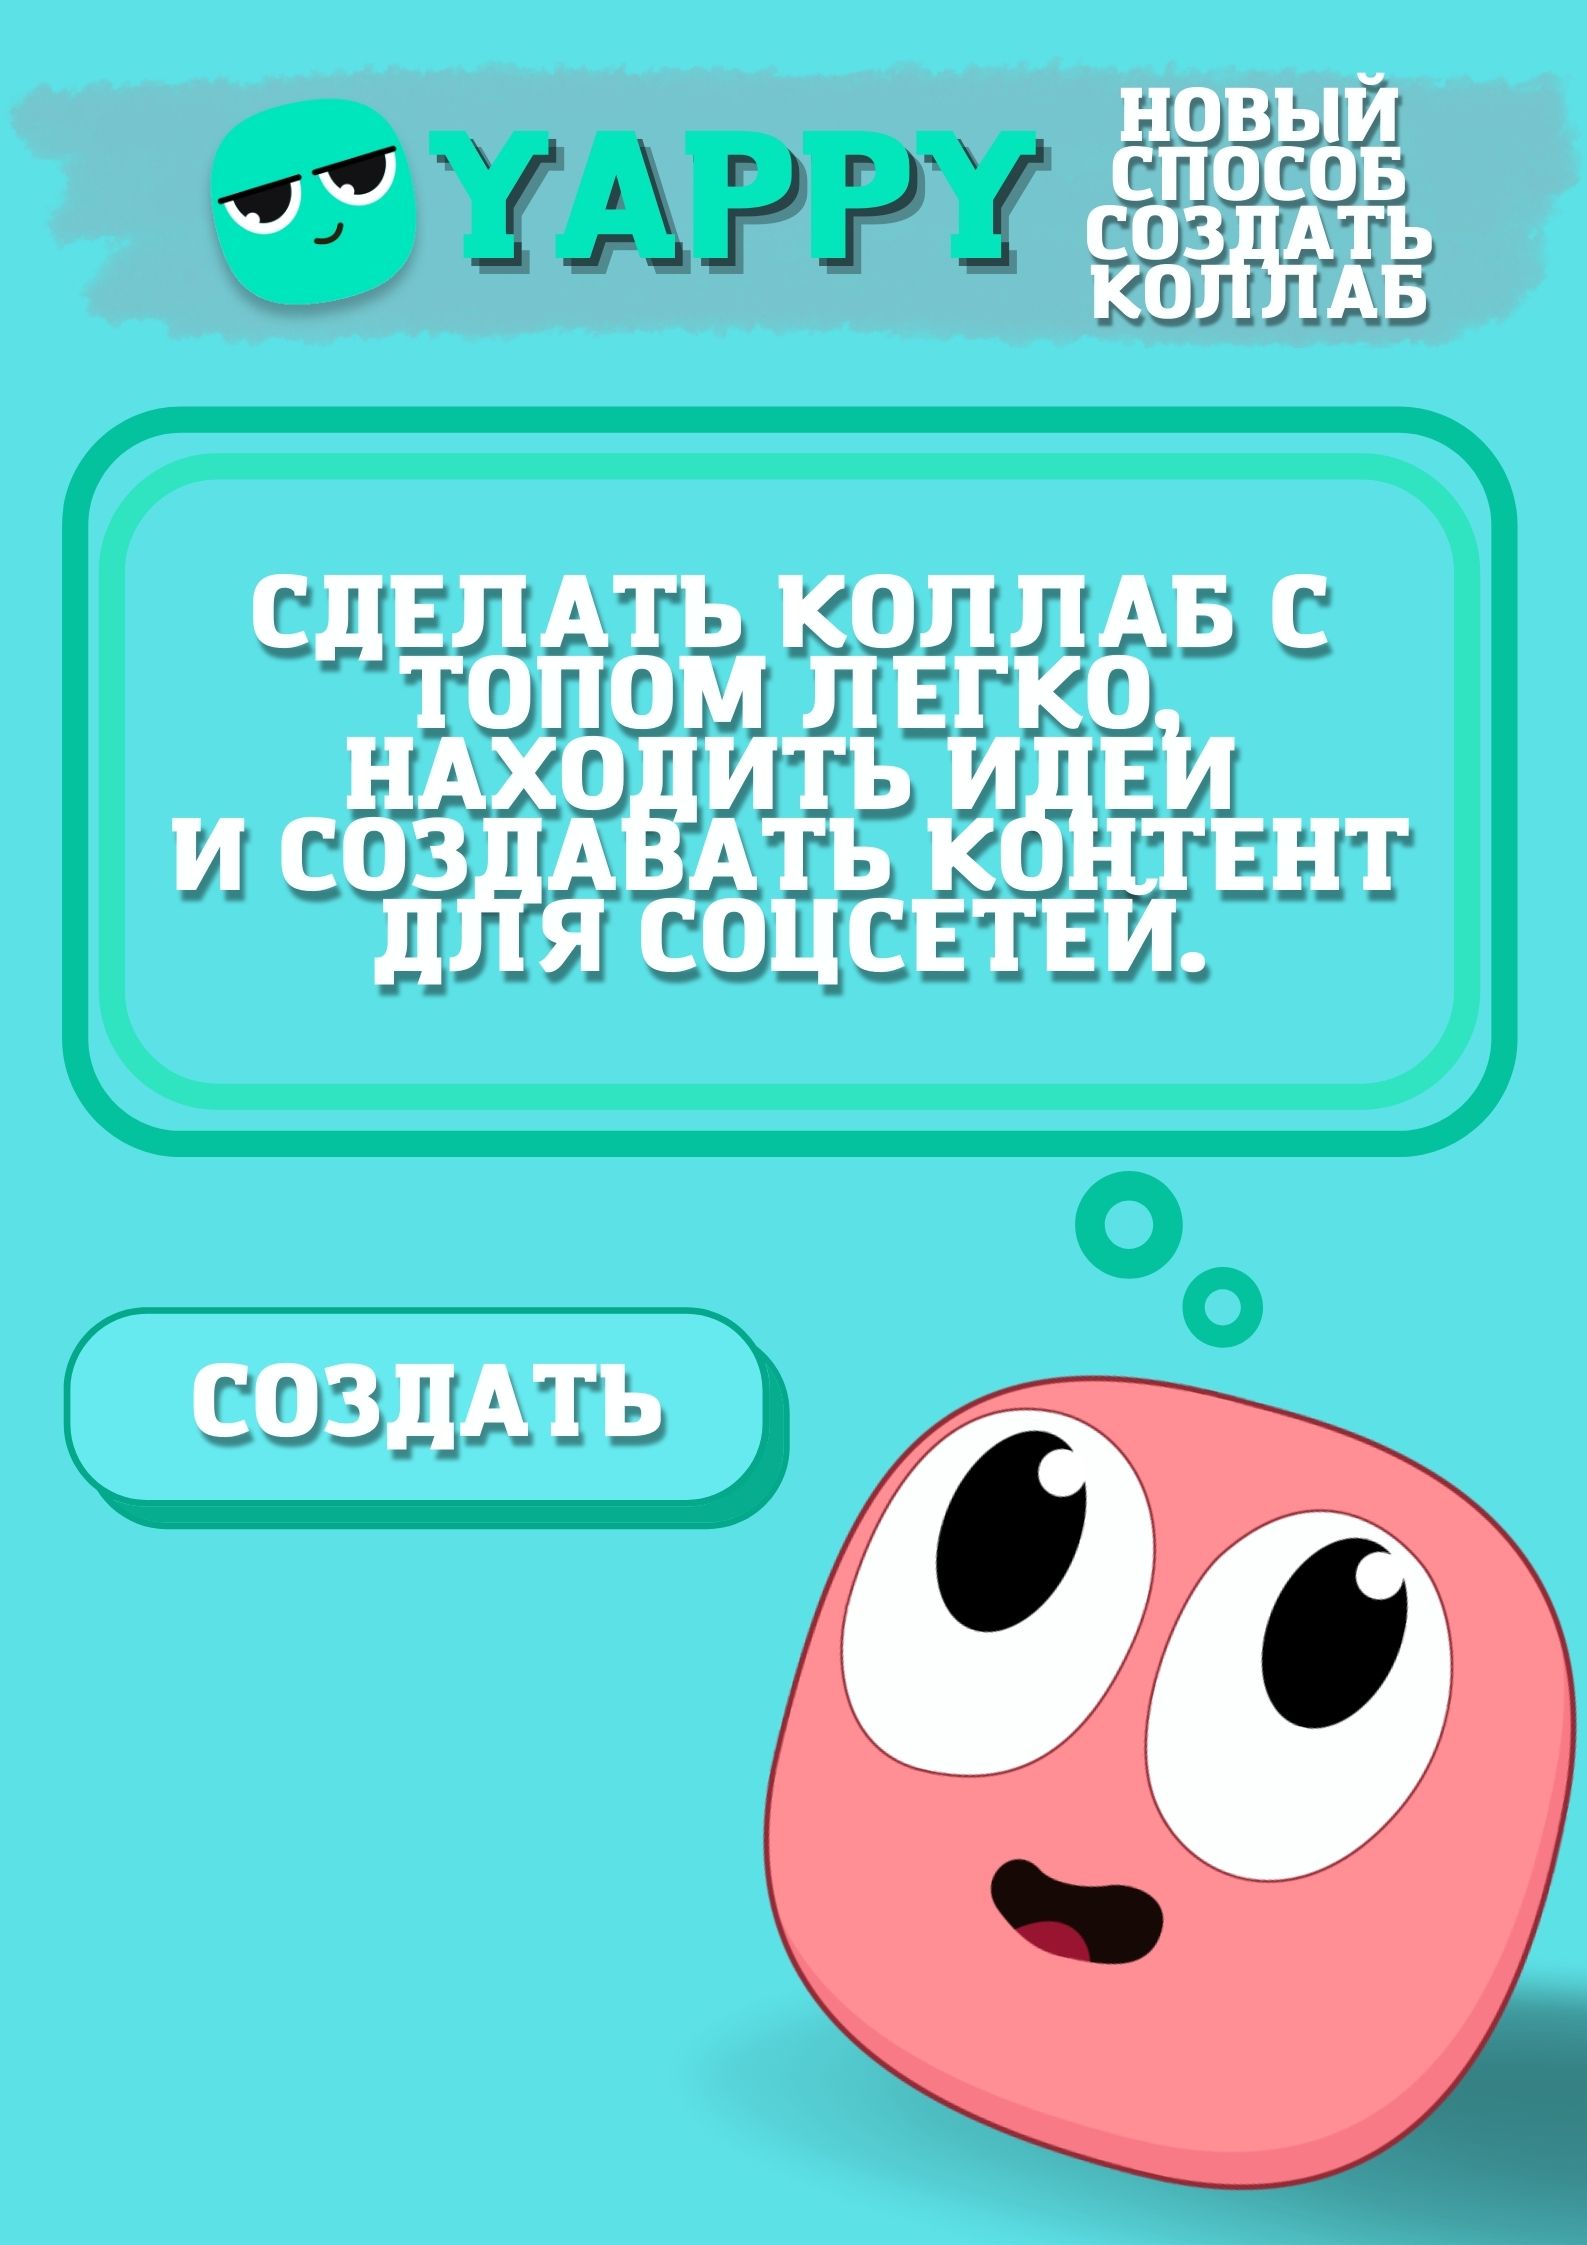 YAPPY
НОВЫЙ
СПОСОБ
СОЗДАТЬ
КОЛЛАБ
СДЕЛАТЬ КОЛЛАБ С
ТОПОМ ЛЕГКО,
НАХОДИТЬ ИДЕИ
И СОЗДАВАТЬ КОНТЕНТ
ДЛЯ СОЦСЕТЕЙ.
СОЗДАТЬ